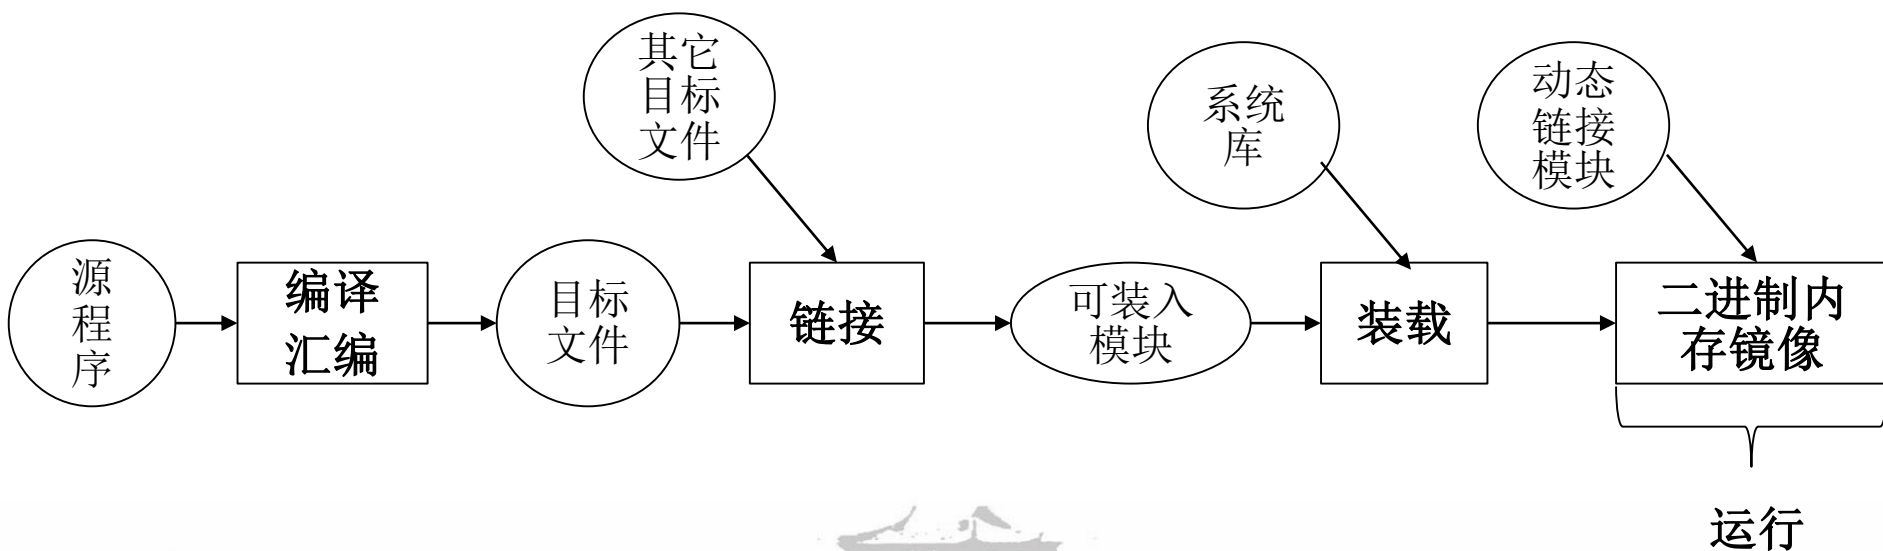 其它
目标
文件
系统
库
动态
链接
模块
源
程
序
编译
汇编
目标
文件
链接
可装入
模块
装载
二进制内
存镜像
运行